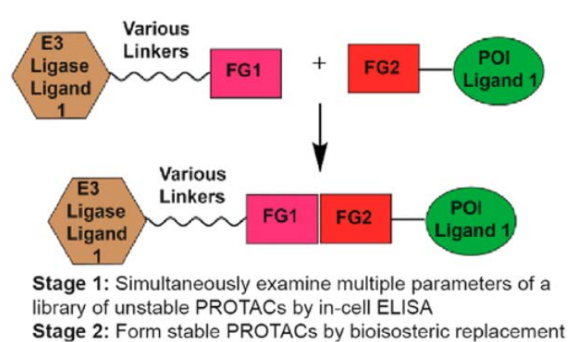 Various
Linkers
E3
Ligase
Ligand
1
FG1
+
FG2
POI
Ligand 1
Various
Linkers
E3
Ligase
Ligand
1
FG1
FG2
POI
Ligand 1
Stage 1: Simultaneously examine multiple parameters of a
library of unstable PROTACs by in-cell ELISA
Stage 2: Form stable PROTACs by bioisosteric replacement